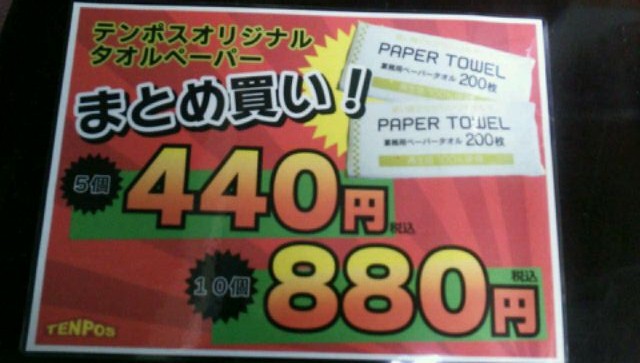 テンポスオリジナル
タオルペーパー
まとめ買い！
PAPER TOWEL
業務用ペーパータオル 200枚
PAPER TOWEL
業務用ペーパータオル 200枚
5個
440円
税込
10個
880円
税込
TENPOS